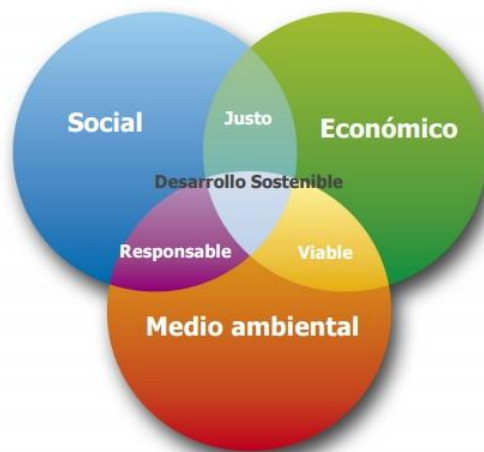 Social
Justo
Económico
Desarrollo Sostenible
Responsable
Viable
Medio ambiental